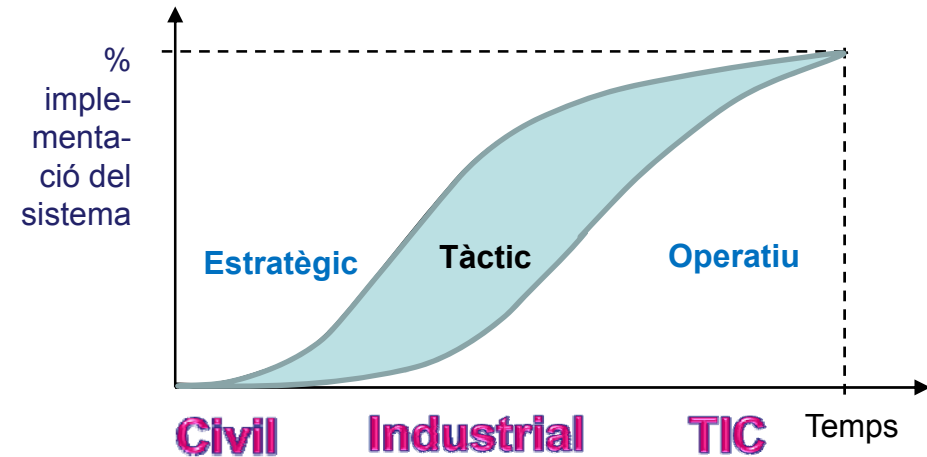 %
imple-
menta-
ció del
sistema
Estratègic
Tàctic
Operatiu
Civil
Industrial
TIC
Temps